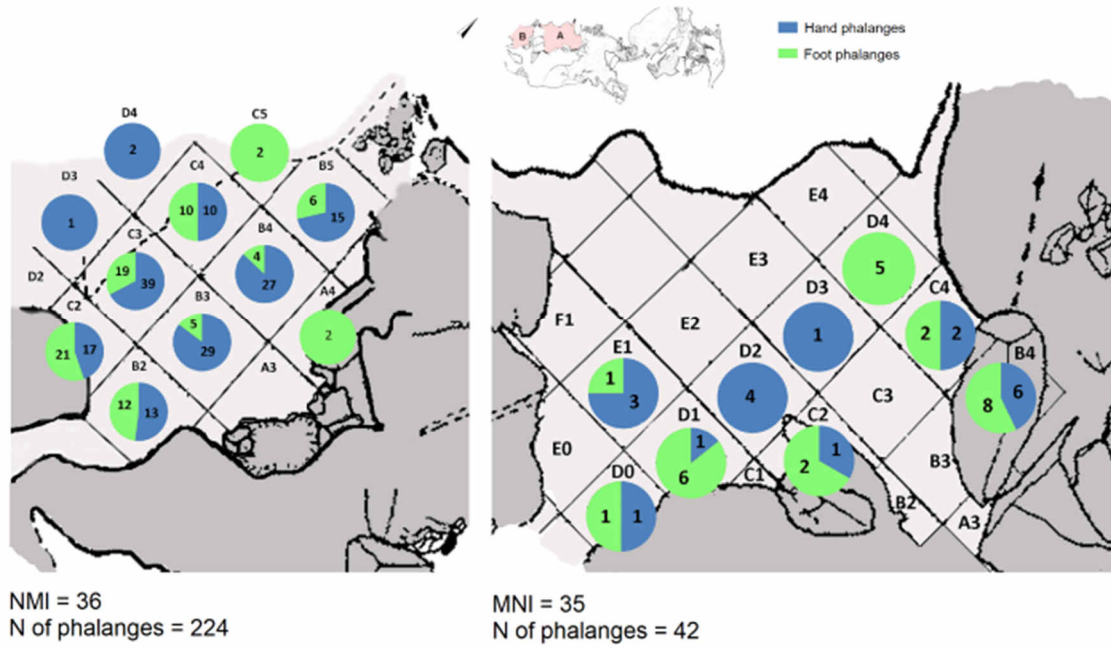 B A
Hand phalanges
Foot phalanges
D4
2
C5
2
D3
1
C4
10 10
B5
6 15
C3
19 39
B4
4 27
D2
C2
21 17
B3
5 29
A4
2
B2
12 13
A3
NMI = 36
N of phalanges = 224
E4
D4
5
E3
D3
1
C4
2 2
F1
E2
B4
8 6
E1
1 3
D2
4
C3
D1
1
6
C2
1
2
E0
D0
1 1
C1
B3
B2
A3
MNI = 35
N of phalanges = 42